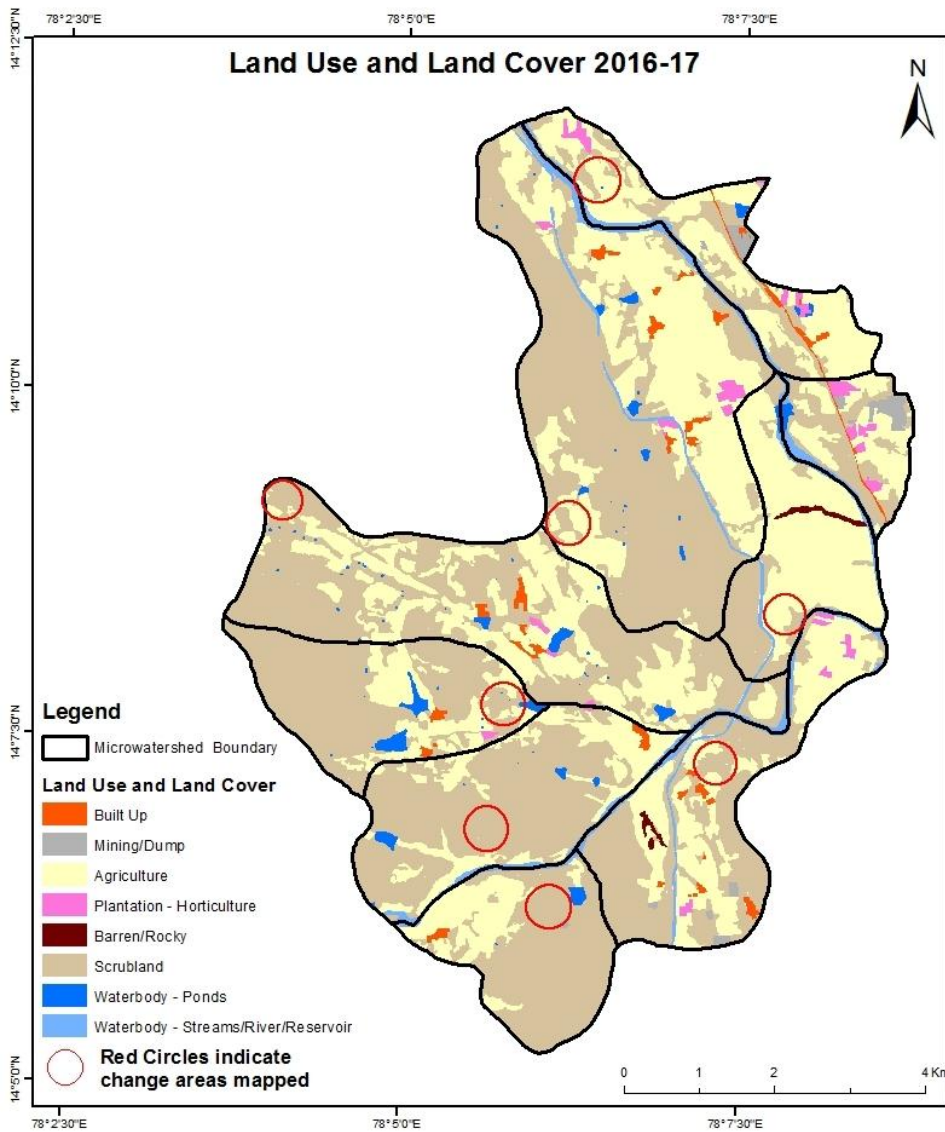 78°2'30"E 78°5'0"E 78°7'30"E
14°12'30"N
Land Use and Land Cover 2016-17
N
14°10'0"N
14°7'30"N
14°5'0"N
Legend
Microwatershed Boundary
Land Use and Land Cover
Built Up
Mining/Dump
Agriculture
Plantation - Horticulture
Barren/Rocky
Scrubland
Waterbody - Ponds
Waterbody - Streams/River/Reservoir
Red Circles indicate
change areas mapped
0 1 2 4 Km
78°2'30"E 78°5'0"E 78°7'30"E